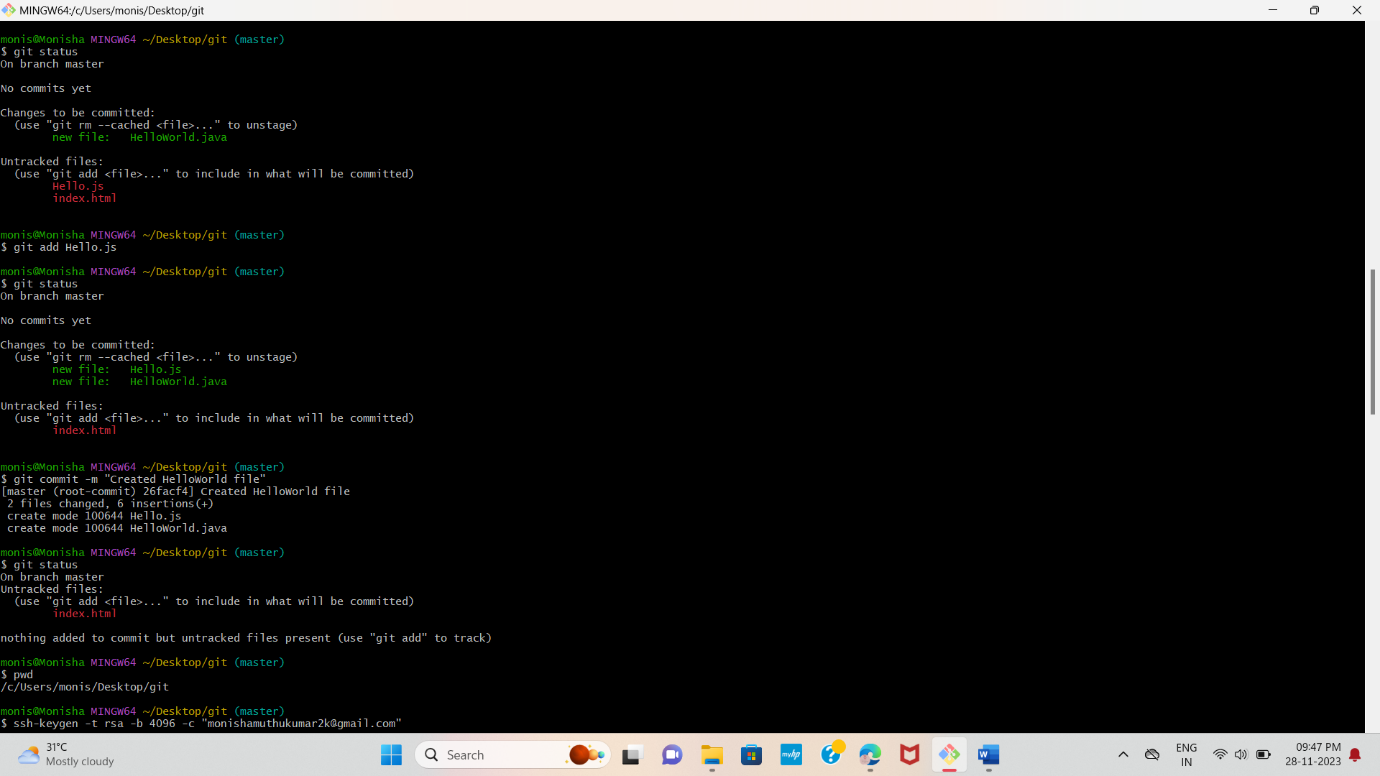 MINGW64:/c/Users/monis/Desktop/git
monis@Monisha MINGW64 ~/Desktop/git (master)
$ git status
On branch master
No commits yet
Changes to be committed:
  (use "git rm --cached <file>..." to unstage)
        new file:   HelloWorld.java
Untracked files:
  (use "git add <file>..." to include in what will be committed)
        Hello.js
        index.html
monis@Monisha MINGW64 ~/Desktop/git (master)
$ git add Hello.js
monis@Monisha MINGW64 ~/Desktop/git (master)
$ git status
On branch master
No commits yet
Changes to be committed:
  (use "git rm --cached <file>..." to unstage)
        new file:   Hello.js
        new file:   HelloWorld.java
Untracked files:
  (use "git add <file>..." to include in what will be committed)
        index.html
monis@Monisha MINGW64 ~/Desktop/git (master)
$ git commit -m "Created HelloWorld file"
[master (root-commit) 26facf4] Created HelloWorld file
 2 files changed, 6 insertions(+)
 create mode 100644 Hello.js
 create mode 100644 HelloWorld.java
monis@Monisha MINGW64 ~/Desktop/git (master)
$ git status
On branch master
Untracked files:
  (use "git add <file>..." to include in what will be committed)
        index.html
nothing added to commit but untracked files present (use "git add" to track)
monis@Monisha MINGW64 ~/Desktop/git (master)
$ pwd
/c/Users/monis/Desktop/git
monis@Monisha MINGW64 ~/Desktop/git (master)
$ ssh-keygen -t rsa -b 4096 -c "monishamuthukumar2k@gmail.com"
31°C
Mostly cloudy
Search
myhp
ENG
IN
09:47 PM
28-11-2023